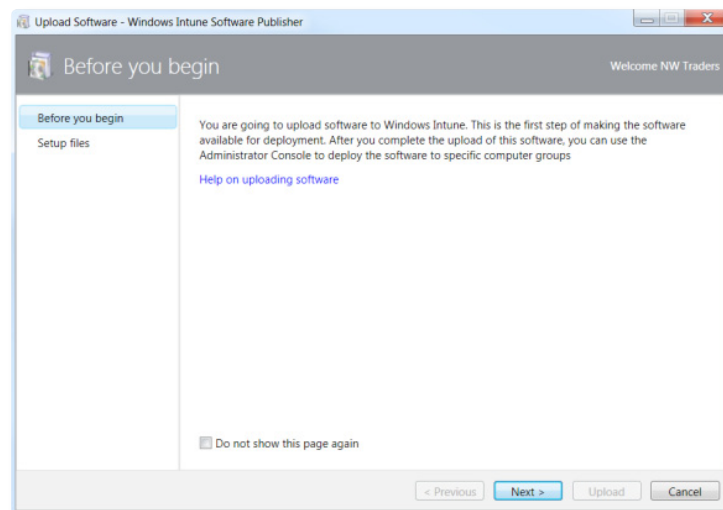 Upload Software - Windows Intune Software Publisher
Before you begin
Welcome NW Traders
Before you begin
Setup files
You are going to upload software to Windows Intune. This is the first step of making the software
available for deployment. After you complete the upload of this software, you can use the
Administrator Console to deploy the software to specific computer groups
Help on uploading software
Do not show this page again
< Previous
Next >
Upload
Cancel